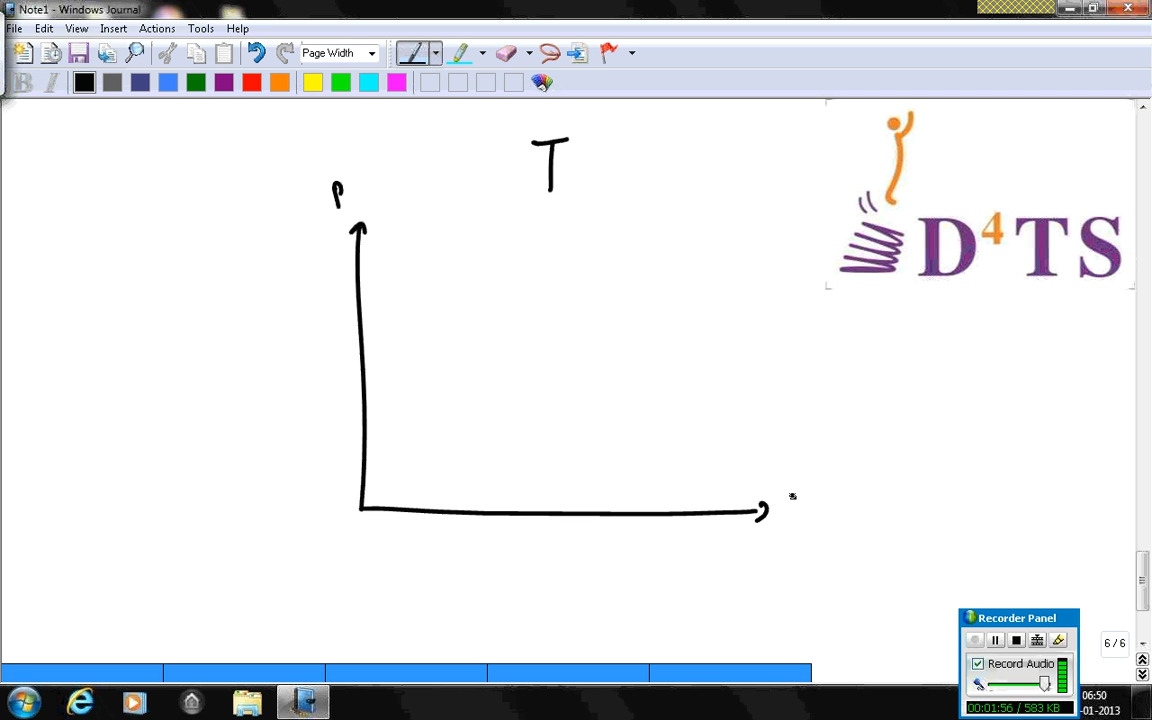 Note1 - Windows Journal
File Edit View Insert Actions Tools Help
Page Width
B I
T
P
D4TS
Recorder Panel
Record Audio
00:01:56 / 583 KB
6 / 6
06:50
-01-2013